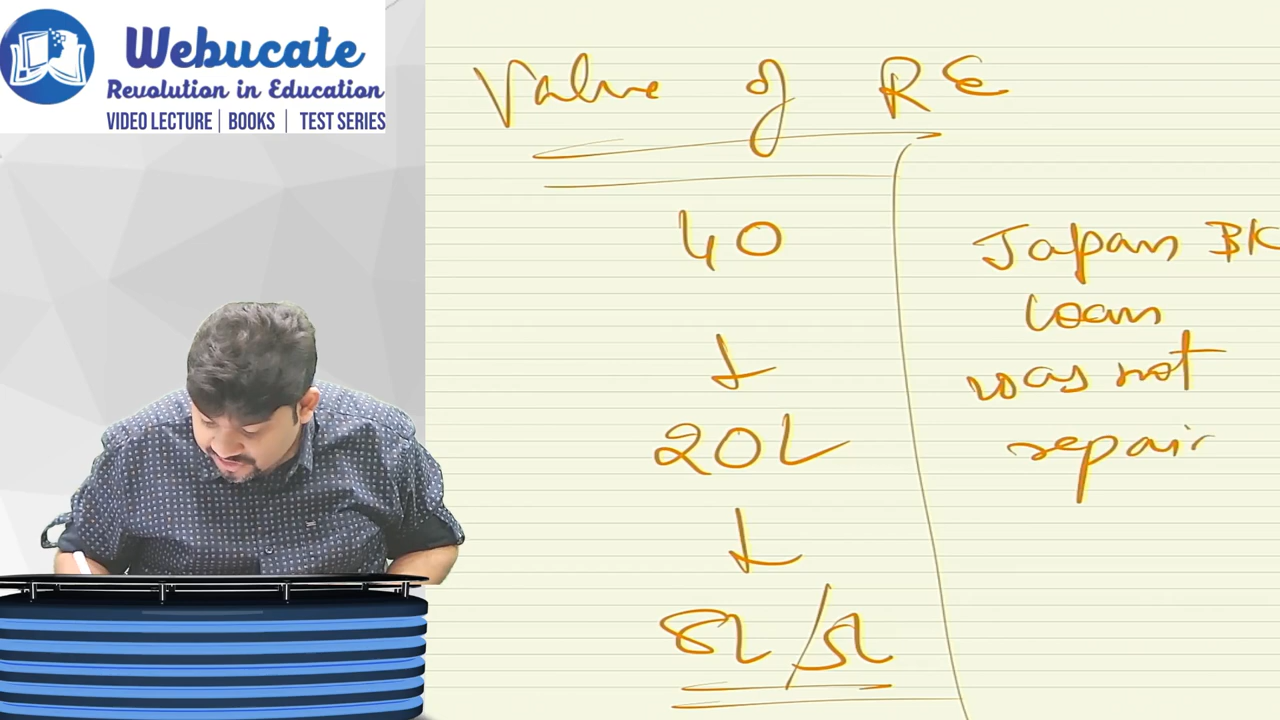 Webucate
Revolution in Education
VIDEO LECTURE | BOOKS | TEST SERIES
Value of RE
40
20L
8L/5L
Japan BK
loan
was not
repair